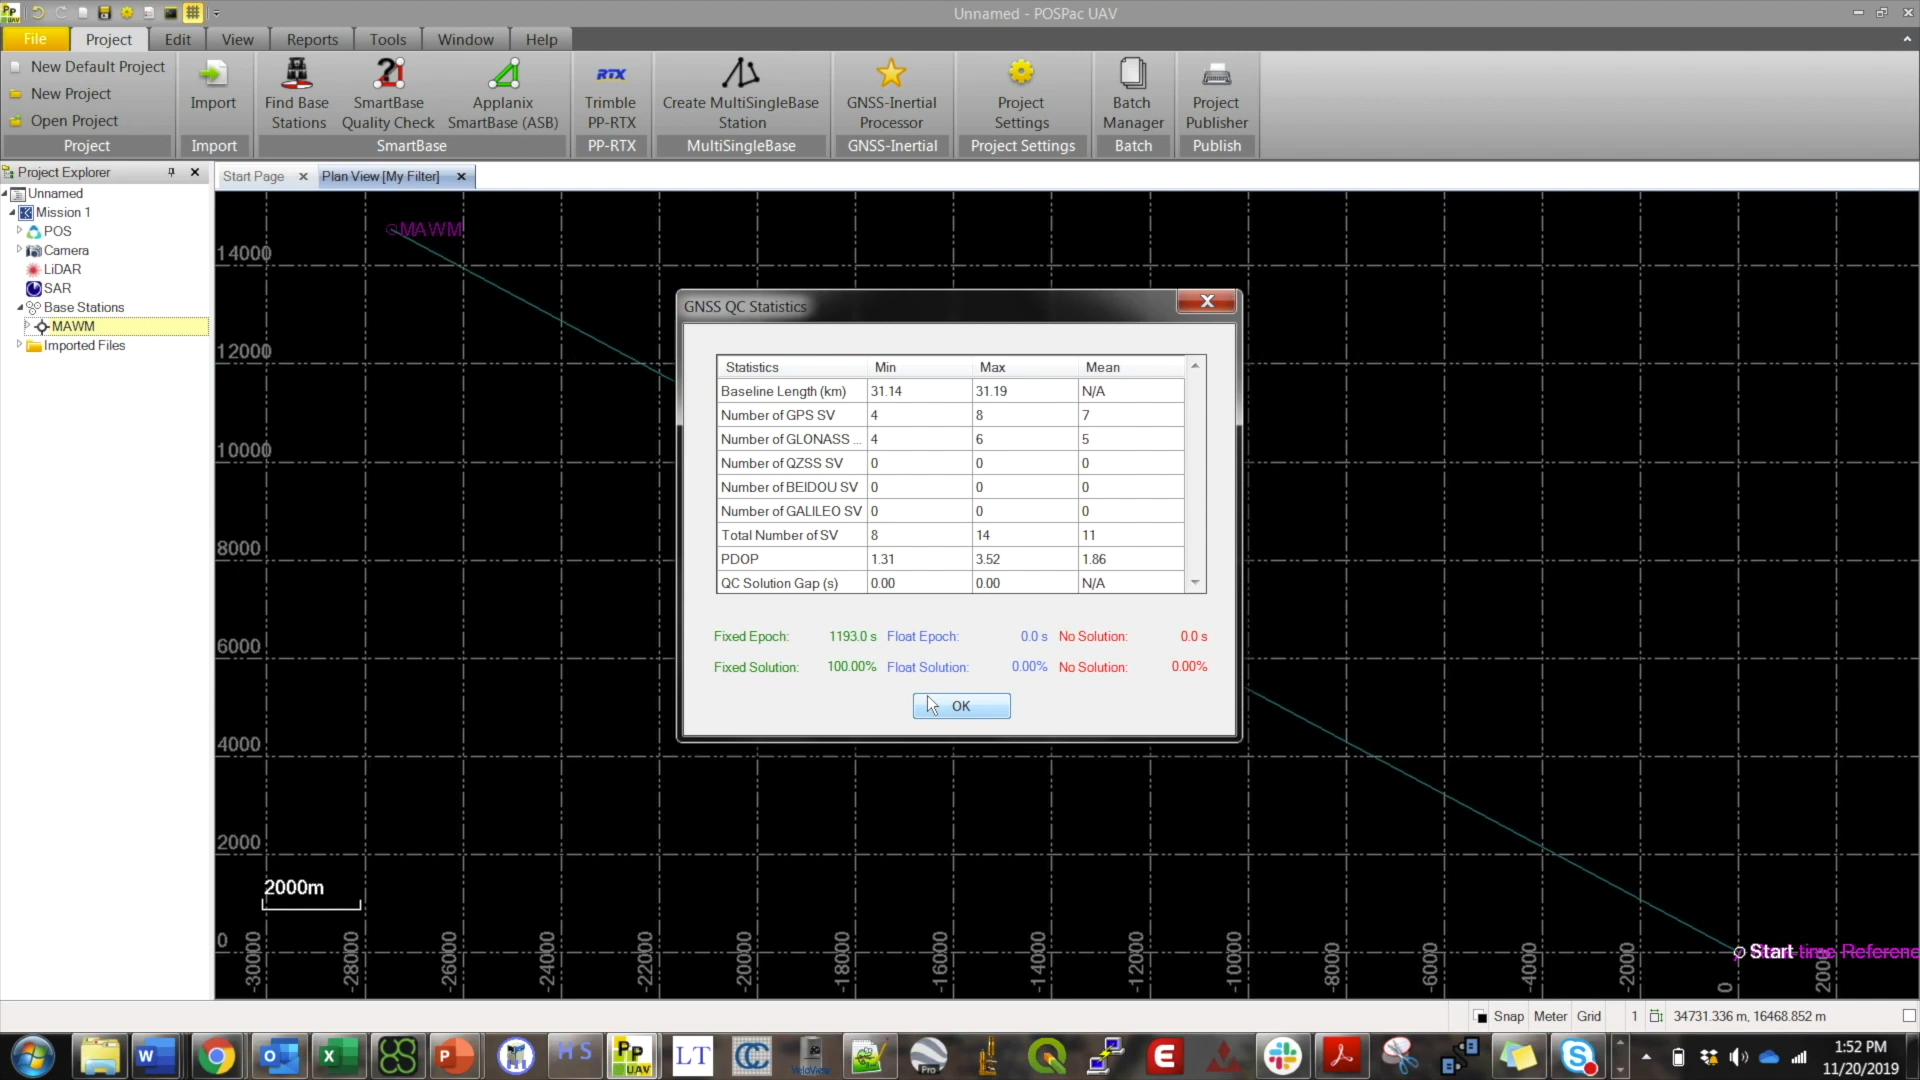 Unnamed - POSPac UAV
File Project Edit View Reports Tools Window Help
New Default Project
New Project
Open Project
Project
Import
Import
Find Base Stations
SmartBase Quality Check
Applanix SmartBase (ASB)
SmartBase
RTX
Trimble PP-RTX
PP-RTX
Create MultiSingleBase Station
MultiSingleBase
GNSS-Inertial Processor
GNSS-Inertial
Project Settings
Project Settings
Batch Manager
Batch
Project Publisher
Publish
Project Explorer
Start Page
Plan View [My Filter]
Unnamed
Mission 1
POS
Camera
LiDAR
SAR
Base Stations
MAWM
Imported Files
MAWM
14000
12000
10000
8000
6000
4000
2000
0
2000m
-30000 -28000 -26000 -24000 -22000 -20000 -18000 -16000 -14000 -12000 -10000 -8000 -6000 -4000 -2000 0 2000
Start
GNSS QC Statistics
Statistics Min Max Mean
Baseline Length (km) 31.14 31.19 N/A
Number of GPS SV 4 8 7
Number of GLONASS ... 4 6 5
Number of QZSS SV 0 0 0
Number of BEIDOU SV 0 0 0
Number of GALILEO SV 0 0 0
Total Number of SV 8 14 11
PDOP 1.31 3.52 1.86
QC Solution Gap (s) 0.00 0.00 N/A
Fixed Epoch: 1193.0 s Float Epoch: 0.0 s No Solution: 0.0 s
Fixed Solution: 100.00% Float Solution: 0.00% No Solution: 0.00%
OK
Snap Meter Grid 1 34731.336 m, 16468.852 m
Pp UAV
LT
Pro
1:52 PM
11/20/2019